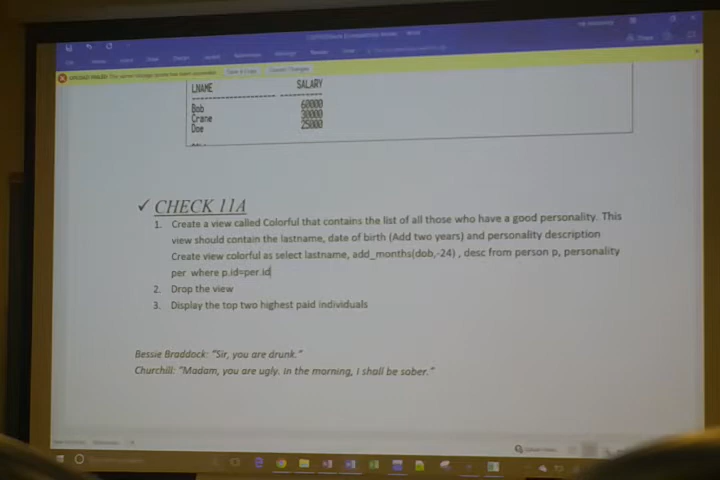 Share
LNAME SALARY
Bob 60000
Crane 30000
Doe 25000
✓ CHECK 11A
1. Create a view called Colorful that contains the list of all those who have a good personality. This
view should contain the lastname, date of birth (Add two years) and personality description
Create view colorful as select lastname, add_months(dob,-24) , desc from person p, personality
per where p.id=per.id
2. Drop the view
3. Display the top two highest paid individuals
Bessie Braddock: "Sir, you are drunk."
Churchill: "Madam, you are ugly. In the morning, I shall be sober."